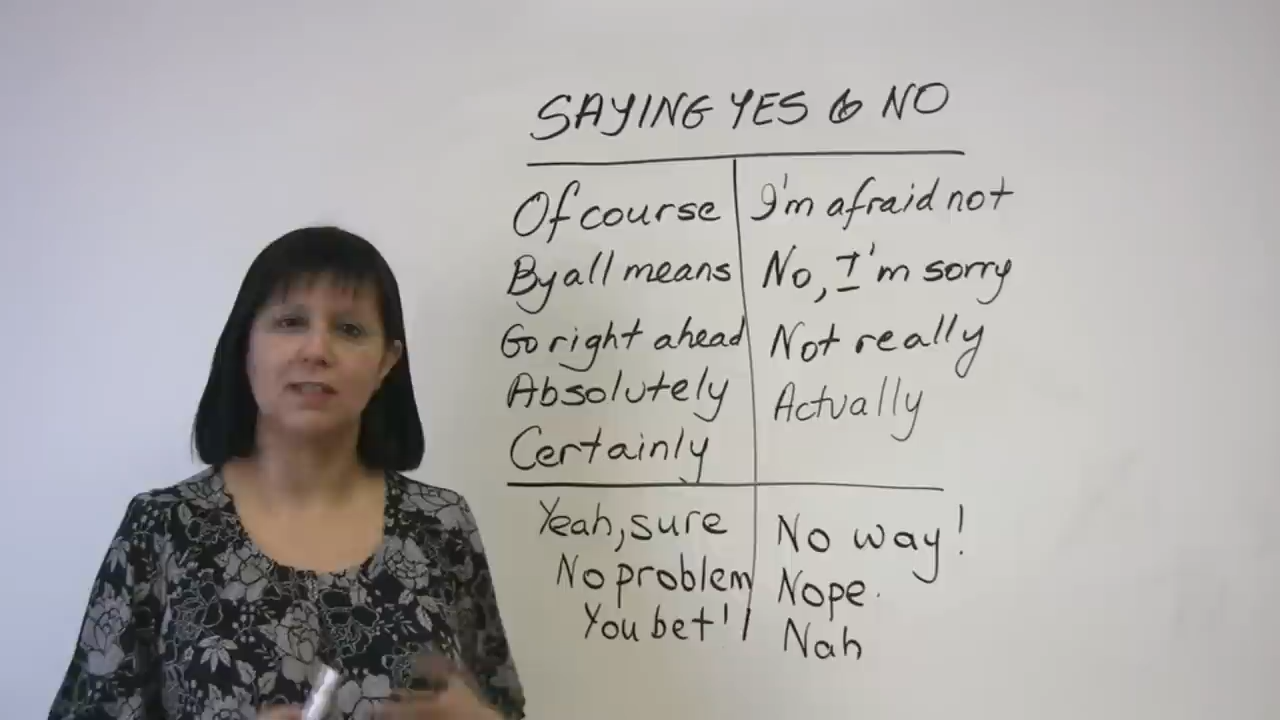 SAYING YES & NO
Of course
By all means
Go right ahead
Absolutely
Certainly
I'm afraid not
No, I'm sorry
Not really
Actually
Yeah, sure
No problem
You bet!
No way!
Nope.
Nah